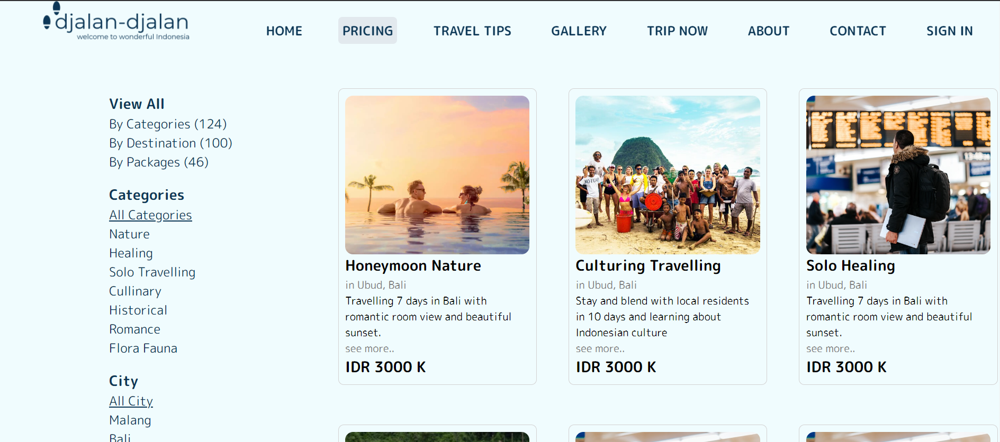 djalan-djalan
welcome to wonderful Indonesia
HOME
PRICING
TRAVEL TIPS
GALLERY
TRIP NOW
ABOUT
CONTACT
SIGN IN
View All
By Categories (124)
By Destination (100)
By Packages (46)
Categories
All Categories
Nature
Healing
Solo Travelling
Cullinary
Historical
Romance
Flora Fauna
City
All City
Malang
Bali
Honeymoon Nature
in Ubud, Bali
Travelling 7 days in Bali with
romantic room view and beautiful
sunset.
see more..
IDR 3000 K
NO FEAR
Culturing Travelling
in Ubud, Bali
Stay and blend with local residents
in 10 days and learning about
Indonesian culture
see more..
IDR 3000 K
Solo Healing
in Ubud, Bali
Travelling 7 days in Bali with
romantic room view and beautiful
sunset.
see more..
IDR 3000 K